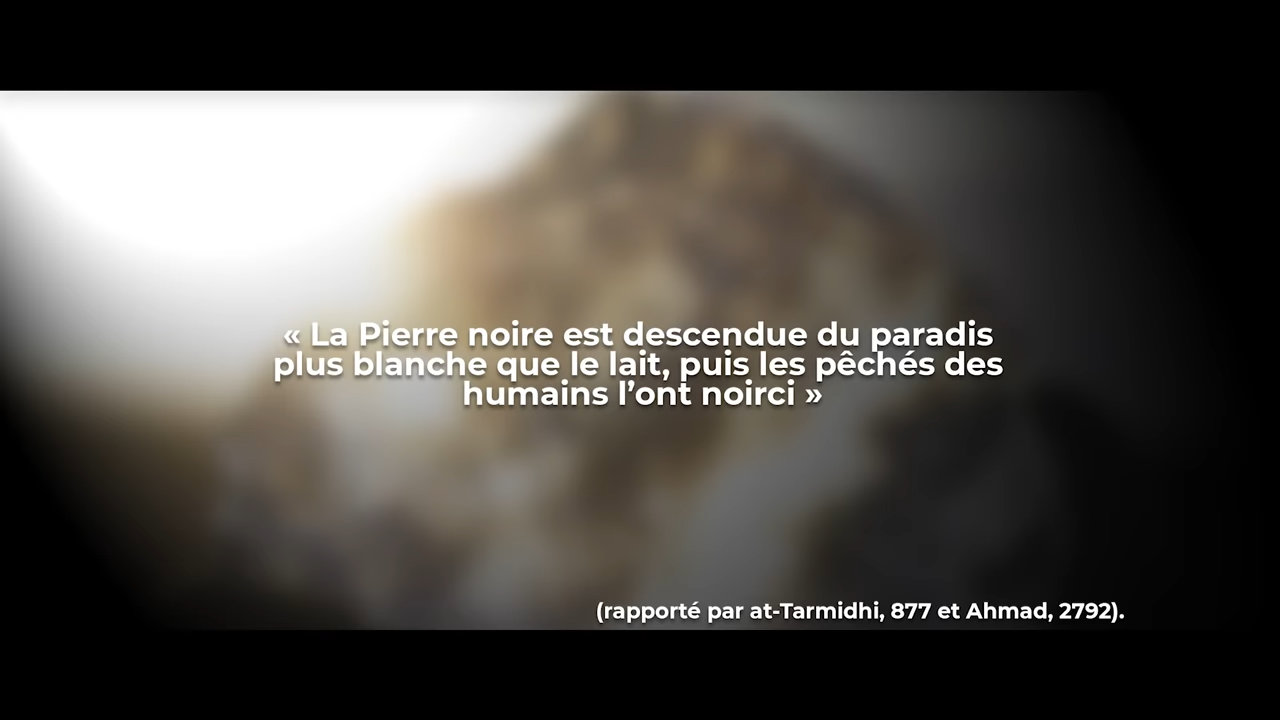 « La Pierre noire est descendue du paradis
plus blanche que le lait, puis les pêchés des
humains l’ont noirci »
(rapporté par at-Tarmidhi, 877 et Ahmad, 2792).